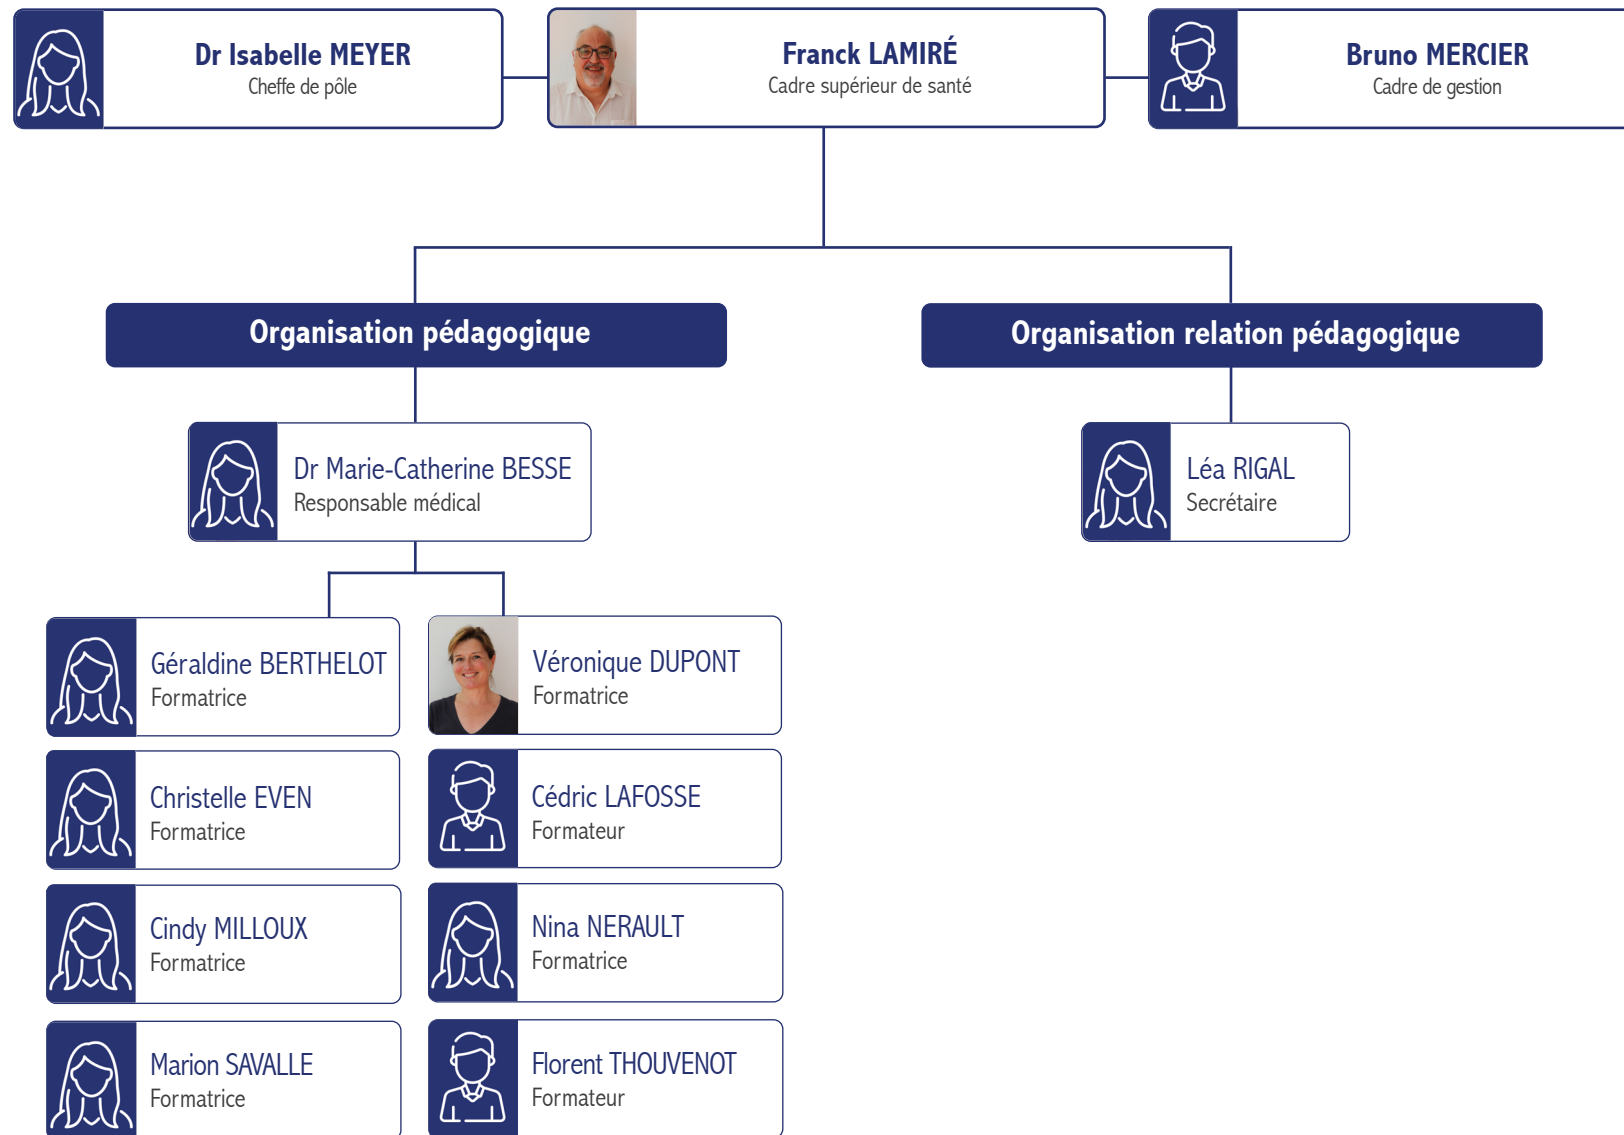 Dr Isabelle MEYER
Cheffe de pôle
Franck LAMIRÉ
Cadre supérieur de santé
Bruno MERCIER
Cadre de gestion
Organisation pédagogique
Organisation relation pédagogique
Dr Marie-Catherine BESSE
Responsable médical
Léa RIGAL
Secrétaire
Géraldine BERTHELOT
Formatrice
Véronique DUPONT
Formatrice
Christelle EVEN
Formatrice
Cédric LAFOSSE
Formateur
Cindy MILLOUX
Formatrice
Nina NERAULT
Formatrice
Marion SAVALLE
Formatrice
Florent THOUVENOT
Formateur